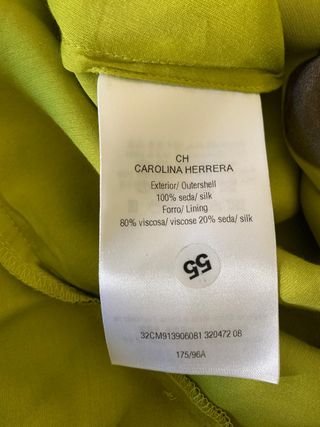 CH
CAROLINA HERRERA
Exterior/ Outershell
100% seda/ silk
Forro/ Lining
80% viscosa/ viscose 20% seda/ silk
55
32CM913906081 320472 08
175/96A